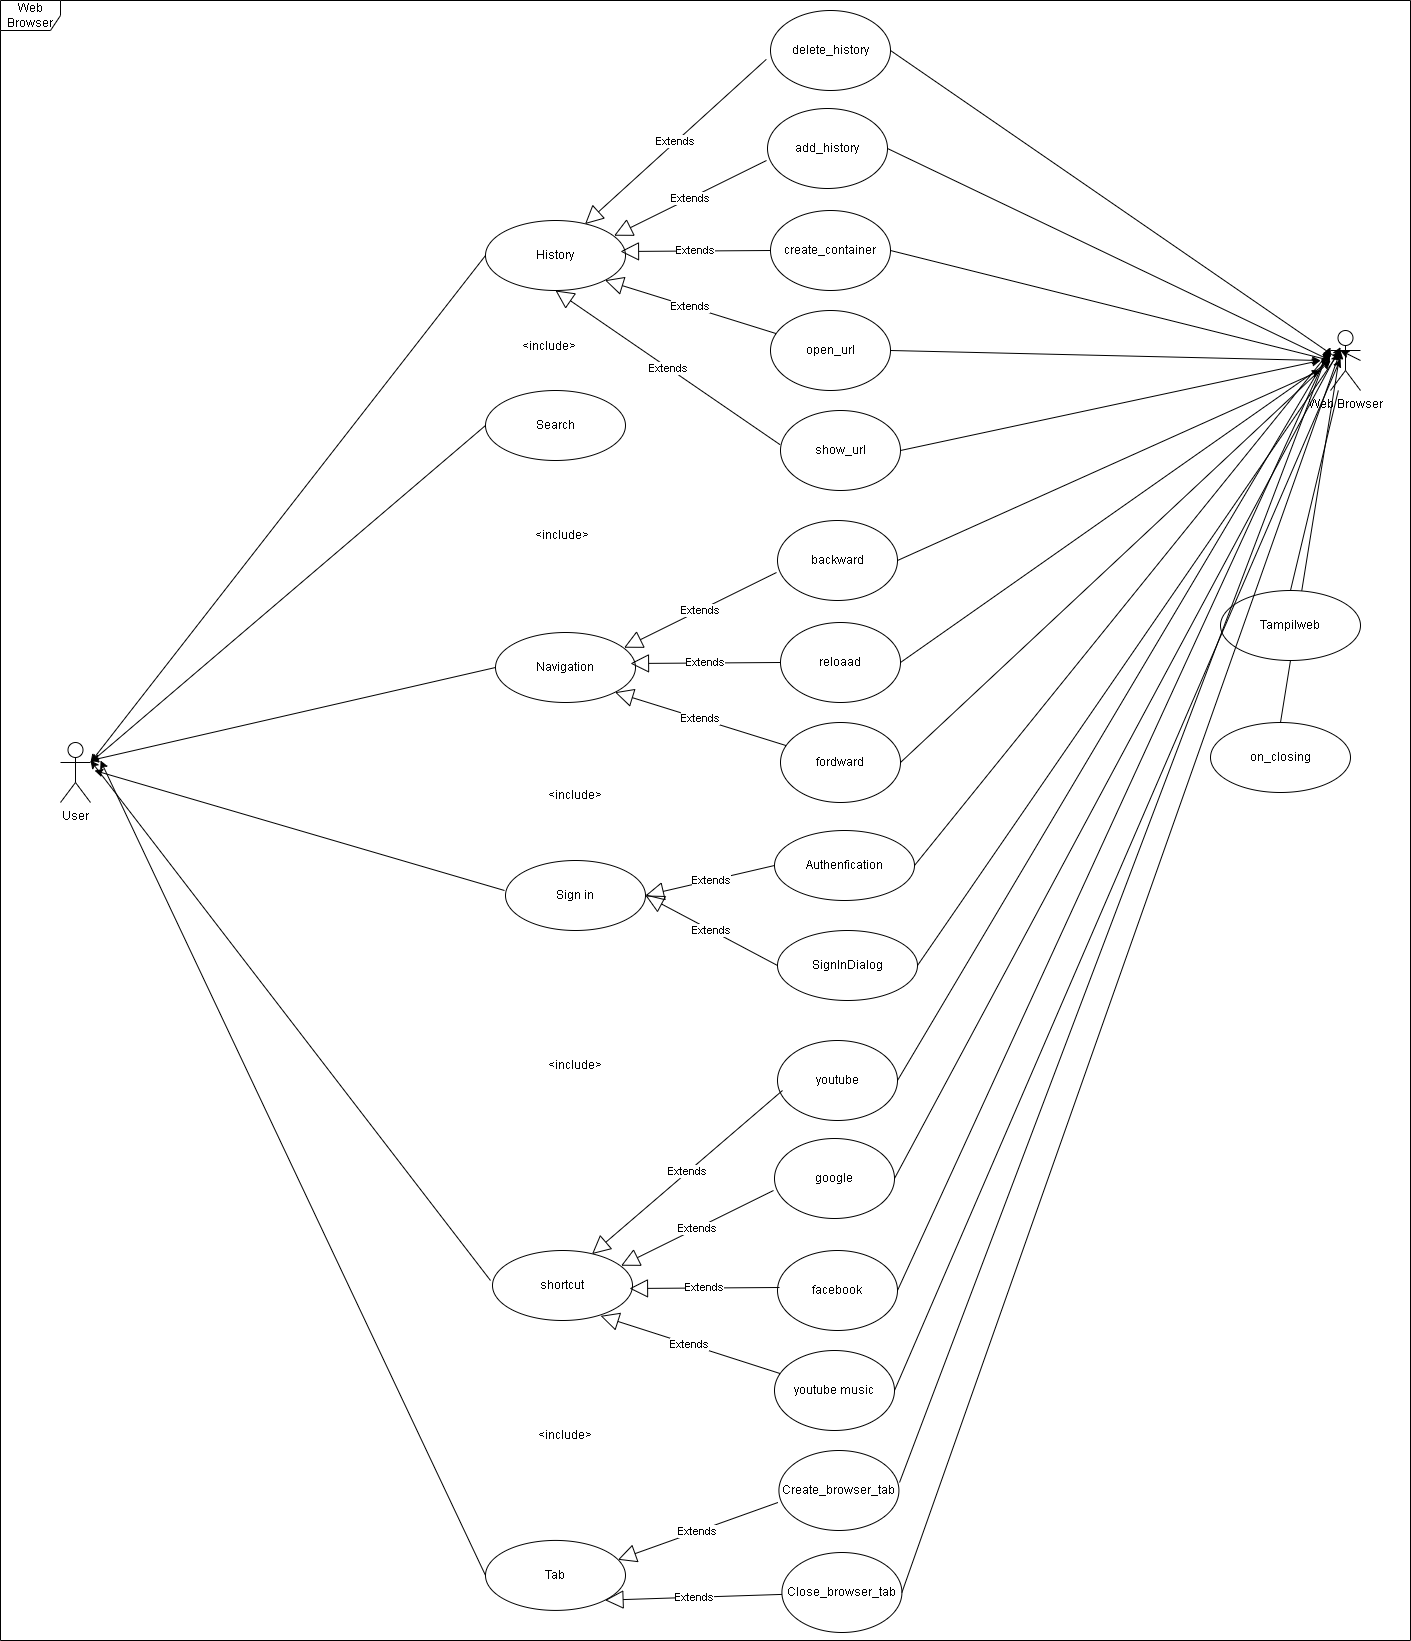 Web
Browser
delete_history
Extends
add_history
Extends
History
Extends
create_container
Extends
open_url
<include>
Extends
Web Browser
Search
show_url
<include>
backward
Extends
Tampilweb
Navigation
Extends
reloaad
Extends
fordward
on_closing
User
<include>
Authenfication
Extends
Sign in
Extends
SignInDialog
<include>
youtube
Extends
google
Extends
shortcut
Extends
facebook
Extends
youtube music
<include>
Create_browser_tab
Extends
Tab
Extends
Close_browser_tab